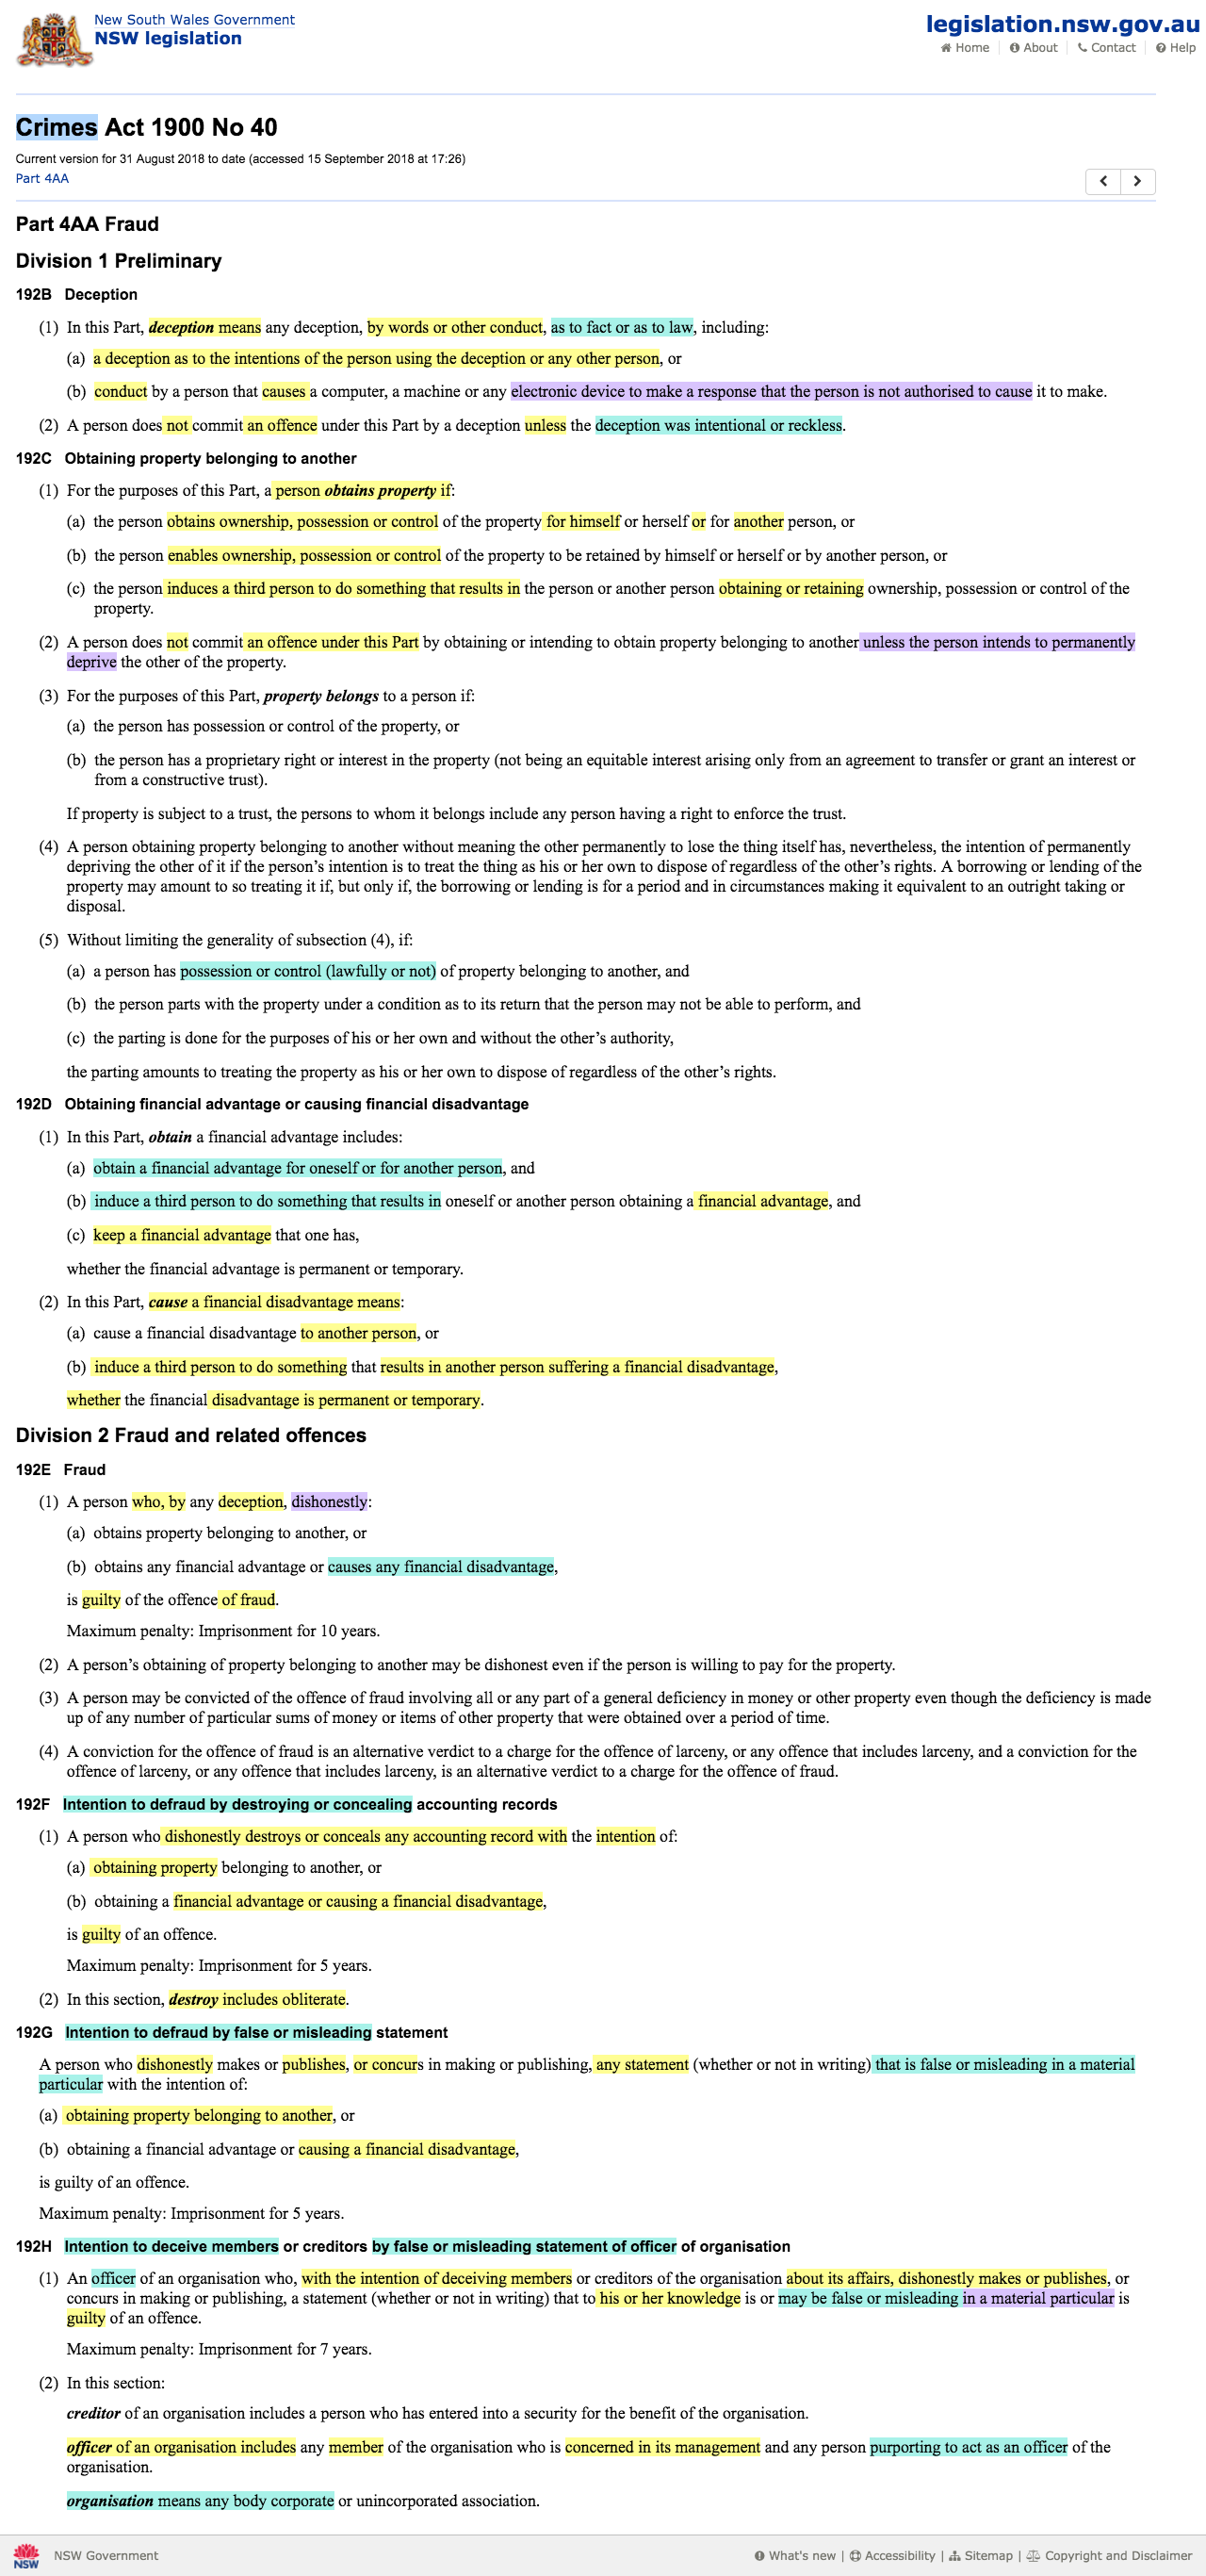 New South Wales Government
NSW legislation
legislation.nsw.gov.au
Home
About
Contact
Help
Crimes Act 1900 No 40
Current version for 31 August 2018 to date (accessed 15 September 2018 at 17:26)
Part 4AA
Part 4AA Fraud
Division 1 Preliminary
192B Deception
(1) In this Part, deception means any deception, by words or other conduct, as to fact or as to law, including:
(a) a deception as to the intentions of the person using the deception or any other person, or
(b) conduct by a person that causes a computer, a machine or any electronic device to make a response that the person is not authorised to cause it to make.
(2) A person does not commit an offence under this Part by a deception unless the deception was intentional or reckless.
192C Obtaining property belonging to another
(1) For the purposes of this Part, a person obtains property if:
(a) the person obtains ownership, possession or control of the property for himself or herself or for another person, or
(b) the person enables ownership, possession or control of the property to be retained by himself or herself or by another person, or
(c) the person induces a third person to do something that results in the person or another person obtaining or retaining ownership, possession or control of the
property.
(2) A person does not commit an offence under this Part by obtaining or intending to obtain property belonging to another unless the person intends to permanently
deprive the other of the property.
(3) For the purposes of this Part, property belongs to a person if:
(a) the person has possession or control of the property, or
(b) the person has a proprietary right or interest in the property (not being an equitable interest arising only from an agreement to transfer or grant an interest or
from a constructive trust).
If property is subject to a trust, the persons to whom it belongs include any person having a right to enforce the trust.
(4) A person obtaining property belonging to another without meaning the other permanently to lose the thing itself has, nevertheless, the intention of permanently
depriving the other of it if the person’s intention is to treat the thing as his or her own to dispose of regardless of the other’s rights. A borrowing or lending of the
property may amount to so treating it if, but only if, the borrowing or lending is for a period and in circumstances making it equivalent to an outright taking or
disposal.
(5) Without limiting the generality of subsection (4), if:
(a) a person has possession or control (lawfully or not) of property belonging to another, and
(b) the person parts with the property under a condition as to its return that the person may not be able to perform, and
(c) the parting is done for the purposes of his or her own and without the other’s authority,
the parting amounts to treating the property as his or her own to dispose of regardless of the other’s rights.
192D Obtaining financial advantage or causing financial disadvantage
(1) In this Part, obtain a financial advantage includes:
(a) obtain a financial advantage for oneself or for another person, and
(b) induce a third person to do something that results in oneself or another person obtaining a financial advantage, and
(c) keep a financial advantage that one has,
whether the financial advantage is permanent or temporary.
(2) In this Part, cause a financial disadvantage means:
(a) cause a financial disadvantage to another person, or
(b) induce a third person to do something that results in another person suffering a financial disadvantage,
whether the financial disadvantage is permanent or temporary.
Division 2 Fraud and related offences
192E Fraud
(1) A person who, by any deception, dishonestly:
(a) obtains property belonging to another, or
(b) obtains any financial advantage or causes any financial disadvantage,
is guilty of the offence of fraud.
Maximum penalty: Imprisonment for 10 years.
(2) A person’s obtaining of property belonging to another may be dishonest even if the person is willing to pay for the property.
(3) A person may be convicted of the offence of fraud involving all or any part of a general deficiency in money or other property even though the deficiency is made
up of any number of particular sums of money or items of other property that were obtained over a period of time.
(4) A conviction for the offence of fraud is an alternative verdict to a charge for the offence of larceny, or any offence that includes larceny, and a conviction for the
offence of larceny, or any offence that includes larceny, is an alternative verdict to a charge for the offence of fraud.
192F Intention to defraud by destroying or concealing accounting records
(1) A person who dishonestly destroys or conceals any accounting record with the intention of:
(a) obtaining property belonging to another, or
(b) obtaining a financial advantage or causing a financial disadvantage,
is guilty of an offence.
Maximum penalty: Imprisonment for 5 years.
(2) In this section, destroy includes obliterate.
192G Intention to defraud by false or misleading statement
A person who dishonestly makes or publishes, or concurs in making or publishing, any statement (whether or not in writing) that is false or misleading in a material
particular with the intention of:
(a) obtaining property belonging to another, or
(b) obtaining a financial advantage or causing a financial disadvantage,
is guilty of an offence.
Maximum penalty: Imprisonment for 5 years.
192H Intention to deceive members or creditors by false or misleading statement of officer of organisation
(1) An officer of an organisation who, with the intention of deceiving members or creditors of the organisation about its affairs, dishonestly makes or publishes, or
concurs in making or publishing, a statement (whether or not in writing) that to his or her knowledge is or may be false or misleading in a material particular is
guilty of an offence.
Maximum penalty: Imprisonment for 7 years.
(2) In this section:
creditor of an organisation includes a person who has entered into a security for the benefit of the organisation.
officer of an organisation includes any member of the organisation who is concerned in its management and any person purporting to act as an officer of the
organisation.
organisation means any body corporate or unincorporated association.
NSW
NSW Government
What's new | Accessibility | Sitemap | Copyright and Disclaimer